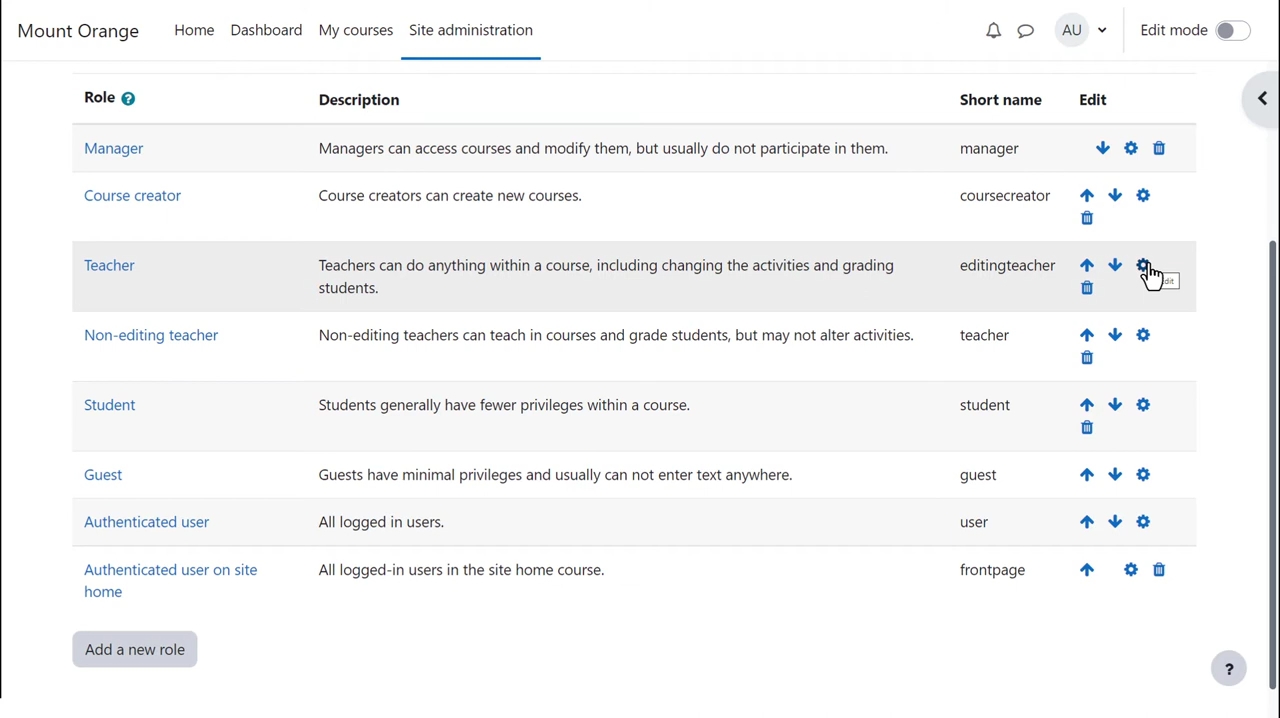 Mount Orange
Home
Dashboard
My courses
Site administration
AU
Edit mode
Role ?
Description
Short name
Edit
Manager
Managers can access courses and modify them, but usually do not participate in them.
manager
Course creator
Course creators can create new courses.
coursecreator
Teacher
Teachers can do anything within a course, including changing the activities and grading
students.
editingteacher
Non-editing teacher
Non-editing teachers can teach in courses and grade students, but may not alter activities.
teacher
Student
Students generally have fewer privileges within a course.
student
Guest
Guests have minimal privileges and usually can not enter text anywhere.
guest
Authenticated user
All logged in users.
user
Authenticated user on site
home
All logged-in users in the site home course.
frontpage
Add a new role
?